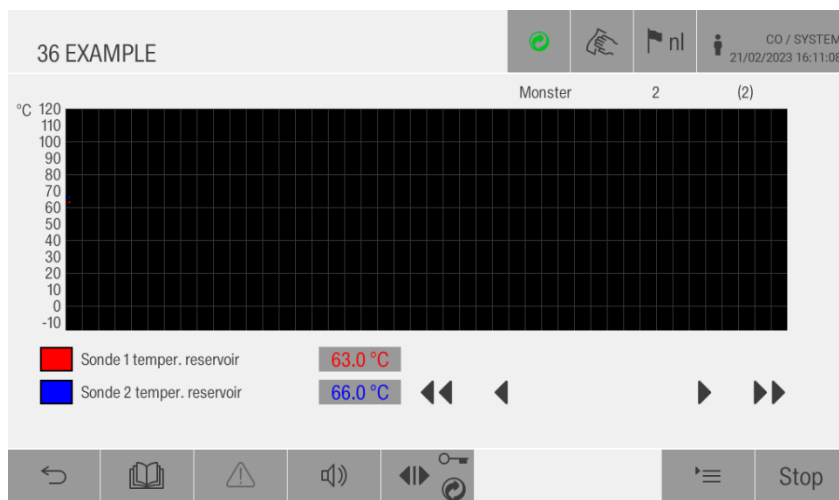 36 EXAMPLE
nl
CO / SYSTEM
21/02/2023 16:11:08
Monster 2 (2)
°C 120
110
100
90
80
70
60
50
40
30
20
10
0
-10
Sonde 1 temper. reservoir 63.0 °C
Sonde 2 temper. reservoir 66.0 °C
Stop